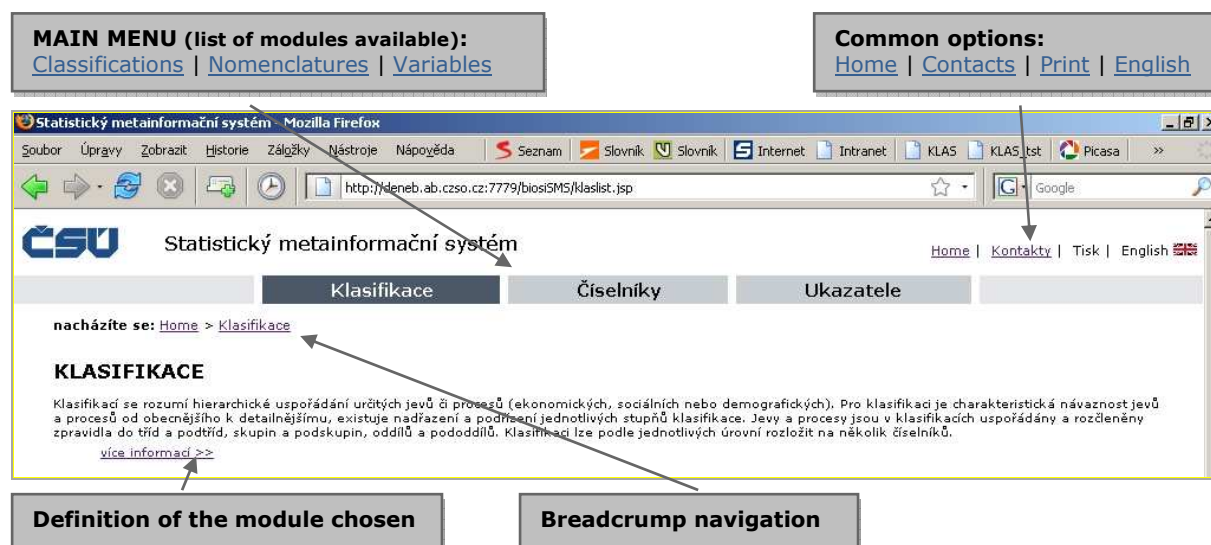 MAIN MENU (list of modules available):
Classifications | Nomenclatures | Variables
Common options:
Home | Contacts | Print | English
Statistický metainformační systém - Mozilla Firefox
Soubor Úpravy Zobrazit Historie Záložky Nástroje Nápověda Seznam Slovník Slovník Internet Intranet KLAS KLAS_tst Picasa »
http://deneb.ab.czso.cz:7779/biosiSMS/klaslist.jsp G Google
ČSÚ Statistický metainformační systém
Home | Kontakty | Tisk | English
Klasifikace Číselníky Ukazatele
nacházíte se: Home > Klasifikace
KLASIFIKACE
Klasifikací se rozumí hierarchické uspořádání určitých jevů či procesů (ekonomických, sociálních nebo demografických). Pro klasifikaci je charakteristická návaznost jevů
a procesů od obecnějšího k detailnějšímu, existuje nadřazení a podřízení jednotlivých stupňů klasifikace. Jevy a procesy jsou v klasifikacích uspořádány a rozčleněny
zpravidla do tříd a podtříd, skupin a podskupin, oddílů a pododdílů. Klasifikaci lze podle jednotlivých úrovní rozložit na několik číselníků.
více informací >>
Definition of the module chosen
Breadcrump navigation